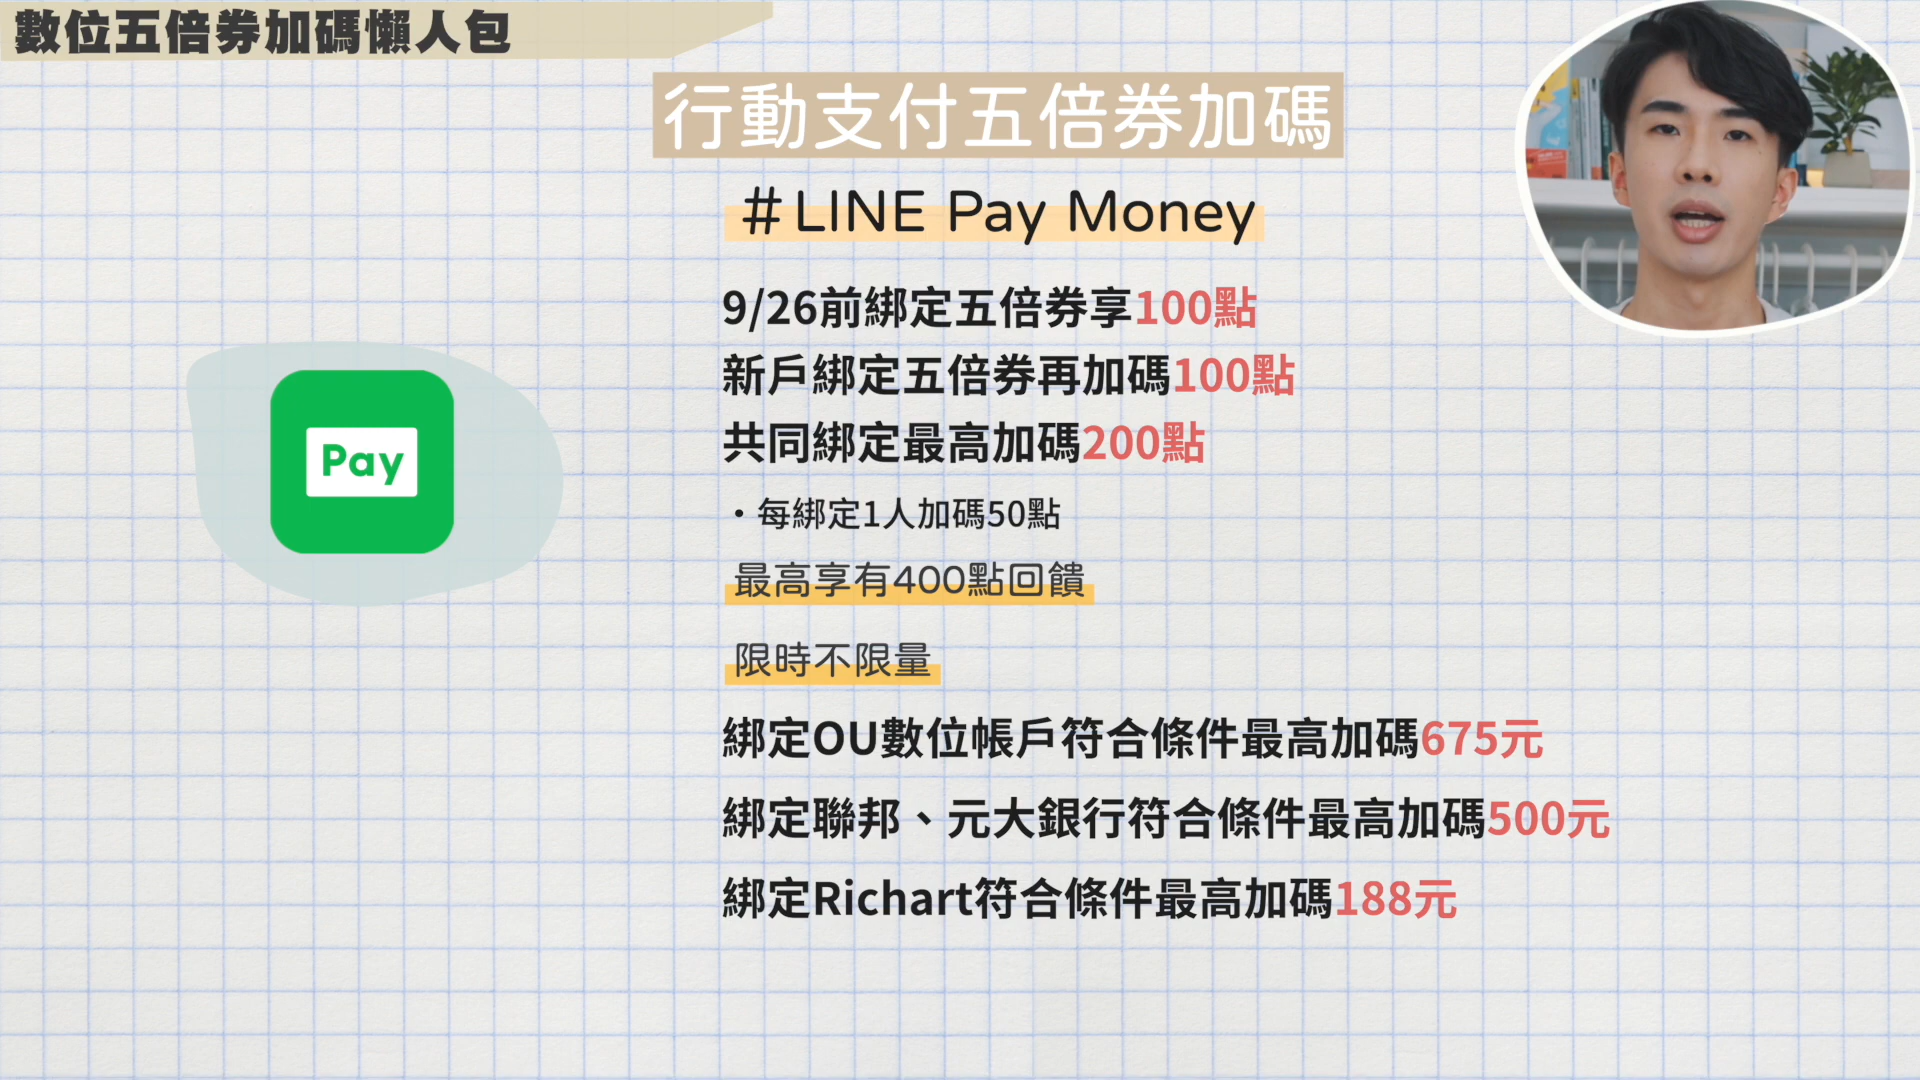 數位五倍券加碼懶人包
行動支付五倍券加碼
#LINE Pay Money
9/26前綁定五倍券享100點
新戶綁定五倍券再加碼100點
共同綁定最高加碼200點
・每綁定1人加碼50點
最高享有400點回饋
限時不限量
綁定OU數位帳戶符合條件最高加碼675元
綁定聯邦、元大銀行符合條件最高加碼500元
綁定Richart符合條件最高加碼188元
Pay